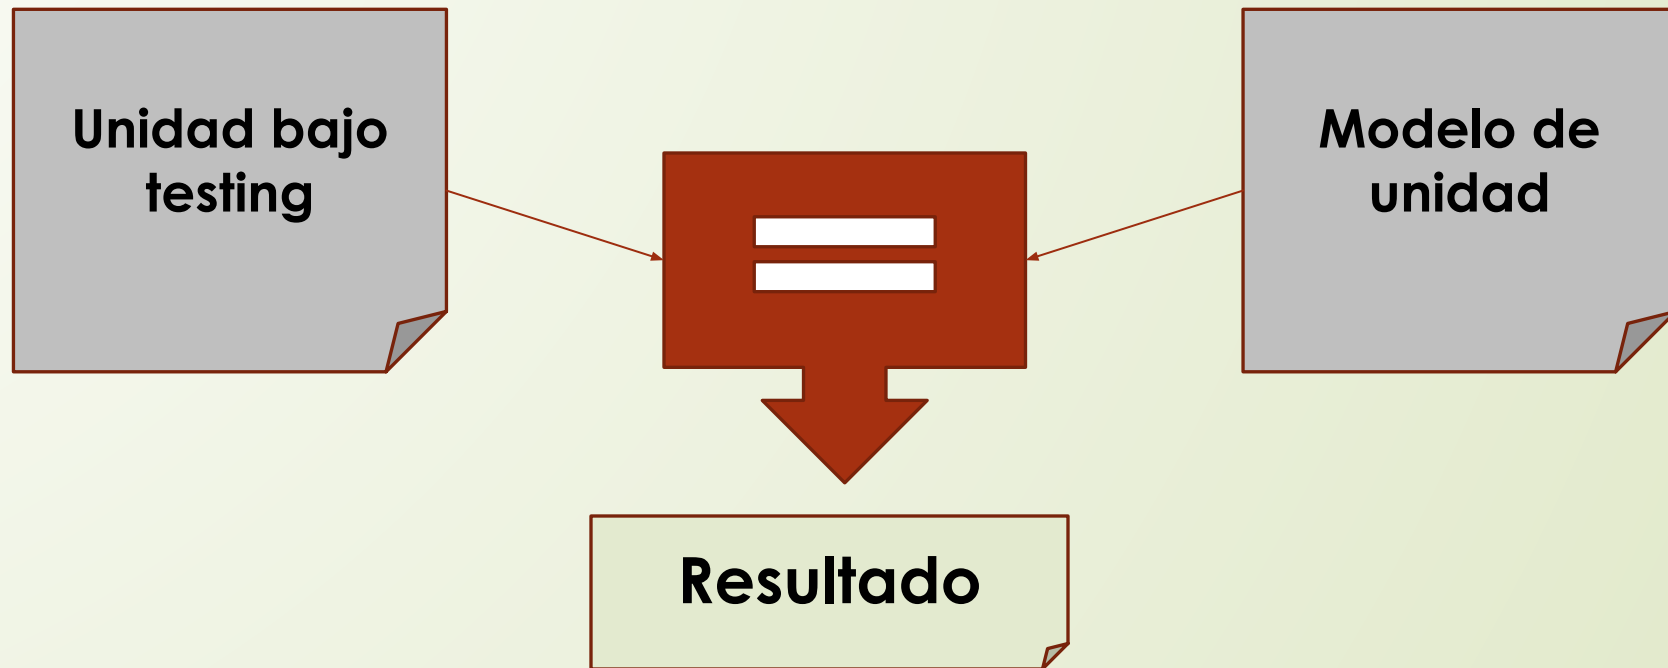 Unidad bajo
testing
Modelo de
unidad
Resultado